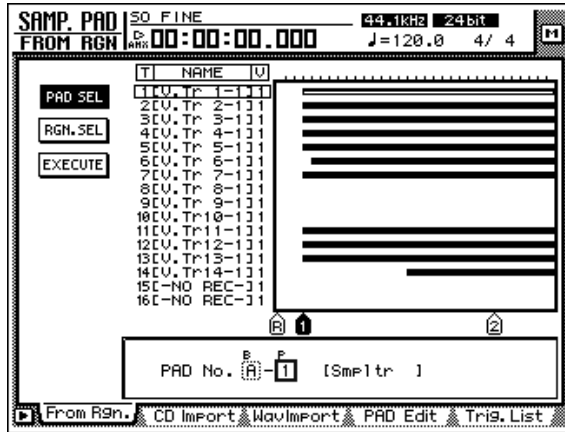 SAMP. PAD SO FINE 44.1kHz 24bit
FROM RGN ABS 00:00:00.000 ♩=120.0 4/ 4 M
T NAME V
PAD SEL
RGN.SEL
EXECUTE
1[V.Tr 1-1]1
2[V.Tr 2-1]1
3[V.Tr 3-1]1
4[V.Tr 4-1]1
5[V.Tr 5-1]1
6[V.Tr 6-1]1
7[V.Tr 7-1]1
8[V.Tr 8-1]1
9[V.Tr 9-1]1
10[V.Tr10-1]1
11[V.Tr11-1]1
12[V.Tr12-1]1
13[V.Tr13-1]1
14[V.Tr14-1]1
15[-NO REC-]1
16[-NO REC-]1
R 1 2
B P
PAD No. A-1 [Smpltr ]
From Rgn. CD Import WavImport PAD Edit Trig. List